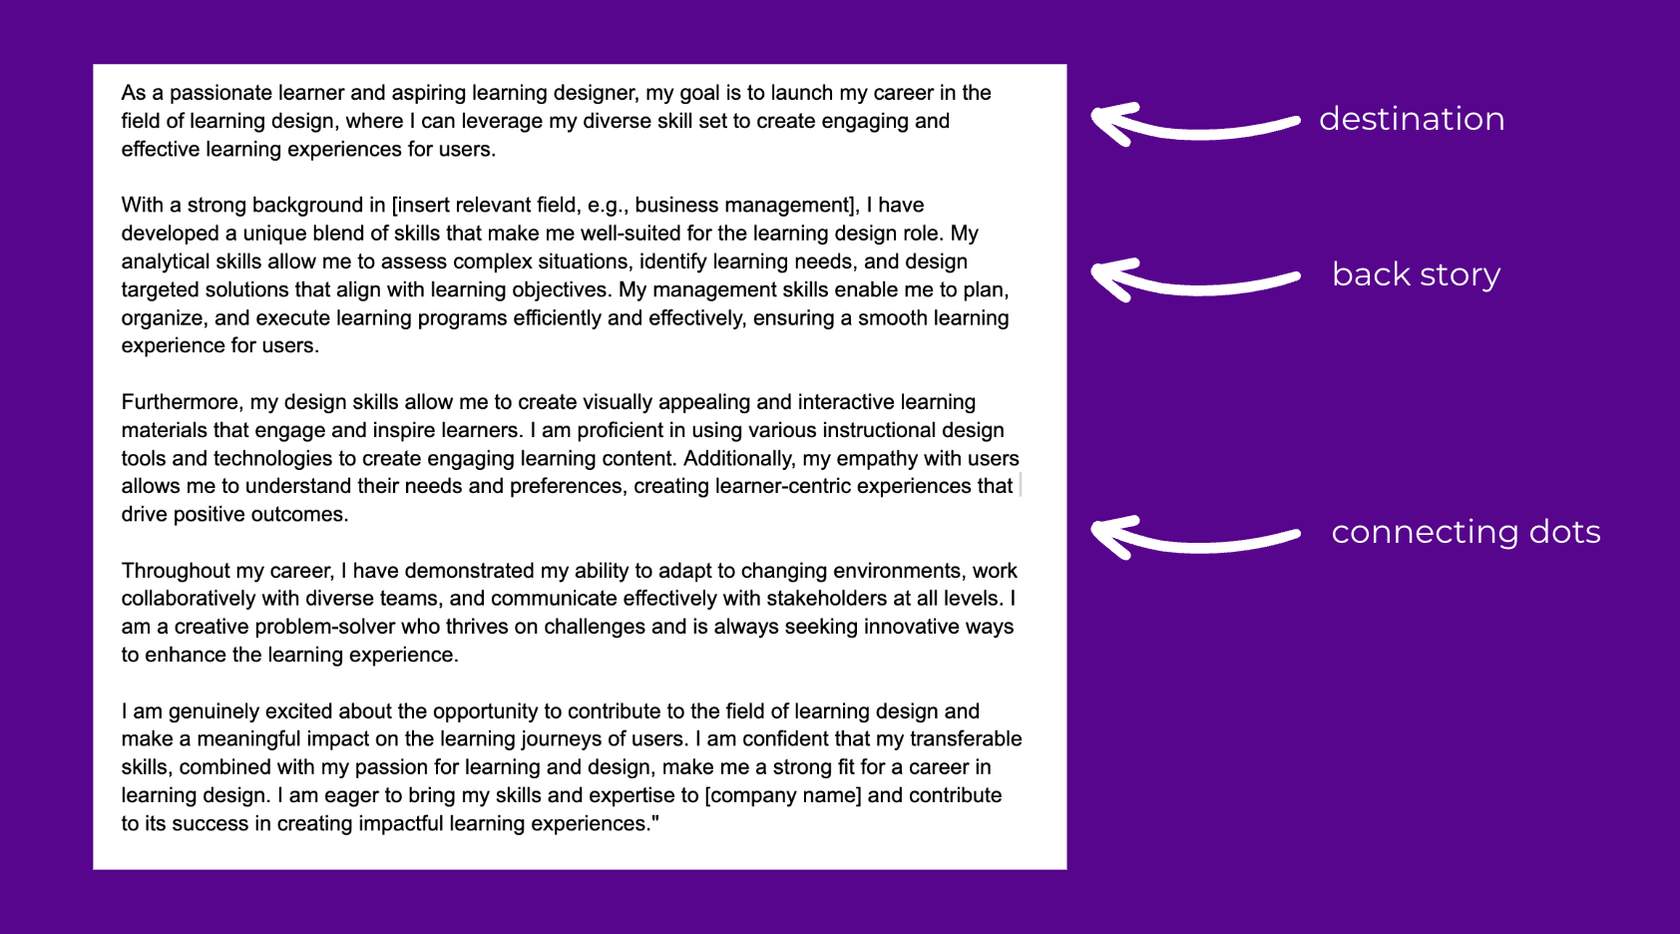 As a passionate learner and aspiring learning designer, my goal is to launch my career in the
field of learning design, where I can leverage my diverse skill set to create engaging and
effective learning experiences for users.
With a strong background in [insert relevant field, e.g., business management], I have
developed a unique blend of skills that make me well-suited for the learning design role. My
analytical skills allow me to assess complex situations, identify learning needs, and design
targeted solutions that align with learning objectives. My management skills enable me to plan,
organize, and execute learning programs efficiently and effectively, ensuring a smooth learning
experience for users.
Furthermore, my design skills allow me to create visually appealing and interactive learning
materials that engage and inspire learners. I am proficient in using various instructional design
tools and technologies to create engaging learning content. Additionally, my empathy with users
allows me to understand their needs and preferences, creating learner-centric experiences that
drive positive outcomes.
Throughout my career, I have demonstrated my ability to adapt to changing environments, work
collaboratively with diverse teams, and communicate effectively with stakeholders at all levels. I
am a creative problem-solver who thrives on challenges and is always seeking innovative ways
to enhance the learning experience.
I am genuinely excited about the opportunity to contribute to the field of learning design and
make a meaningful impact on the learning journeys of users. I am confident that my transferable
skills, combined with my passion for learning and design, make me a strong fit for a career in
learning design. I am eager to bring my skills and expertise to [company name] and contribute
to its success in creating impactful learning experiences."
destination
back story
connecting dots